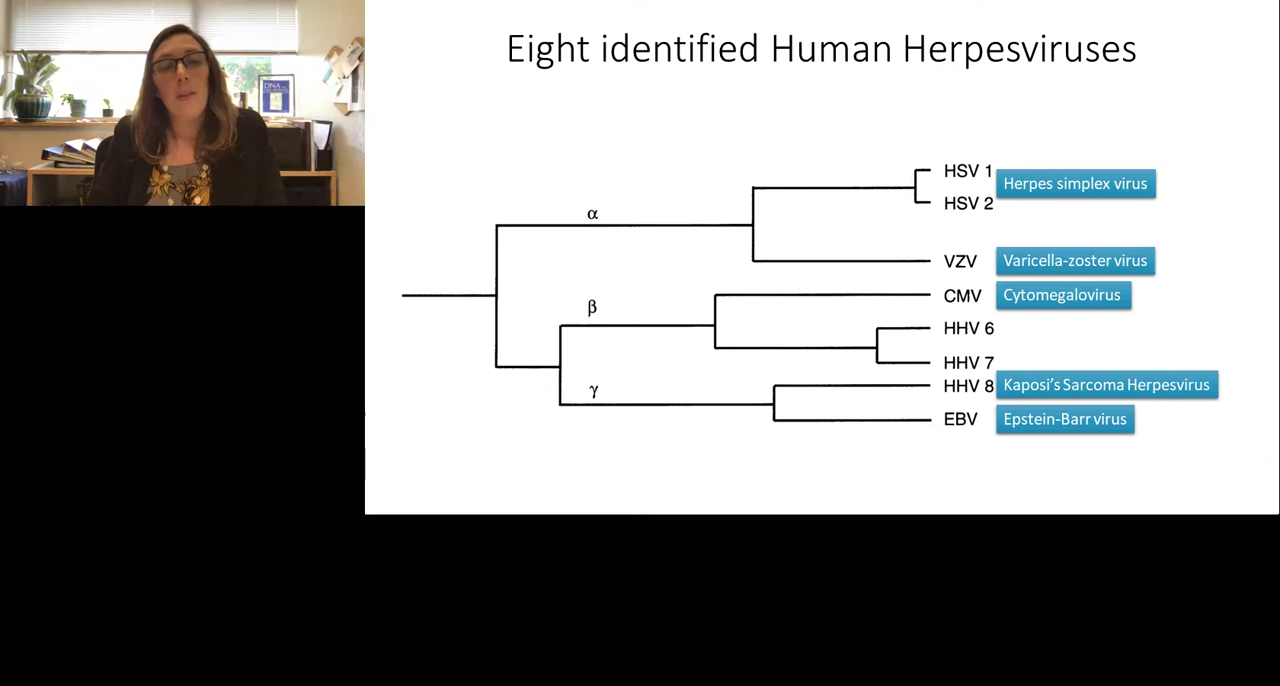 Eight identified Human Herpesviruses
HSV 1
Herpes simplex virus
HSV 2
α
VZV
Varicella-zoster virus
CMV
Cytomegalovirus
β
HHV 6
HHV 7
HHV 8
Kaposi's Sarcoma Herpesvirus
γ
EBV
Epstein-Barr virus
DNA